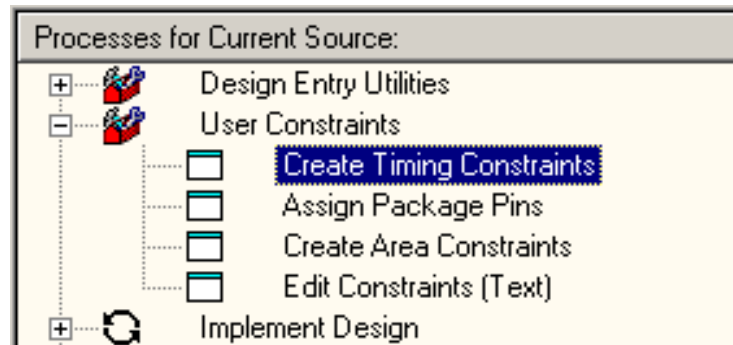 Processes for Current Source:
Design Entry Utilities
User Constraints
Create Timing Constraints
Assign Package Pins
Create Area Constraints
Edit Constraints (Text)
Implement Design